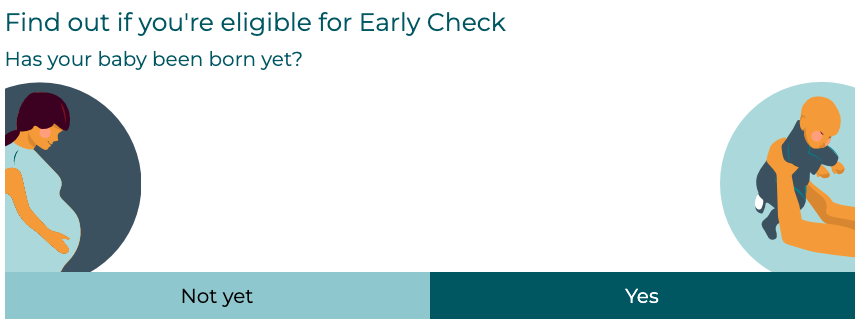 Find out if you're eligible for Early Check
Has your baby been born yet?
Not yet
Yes